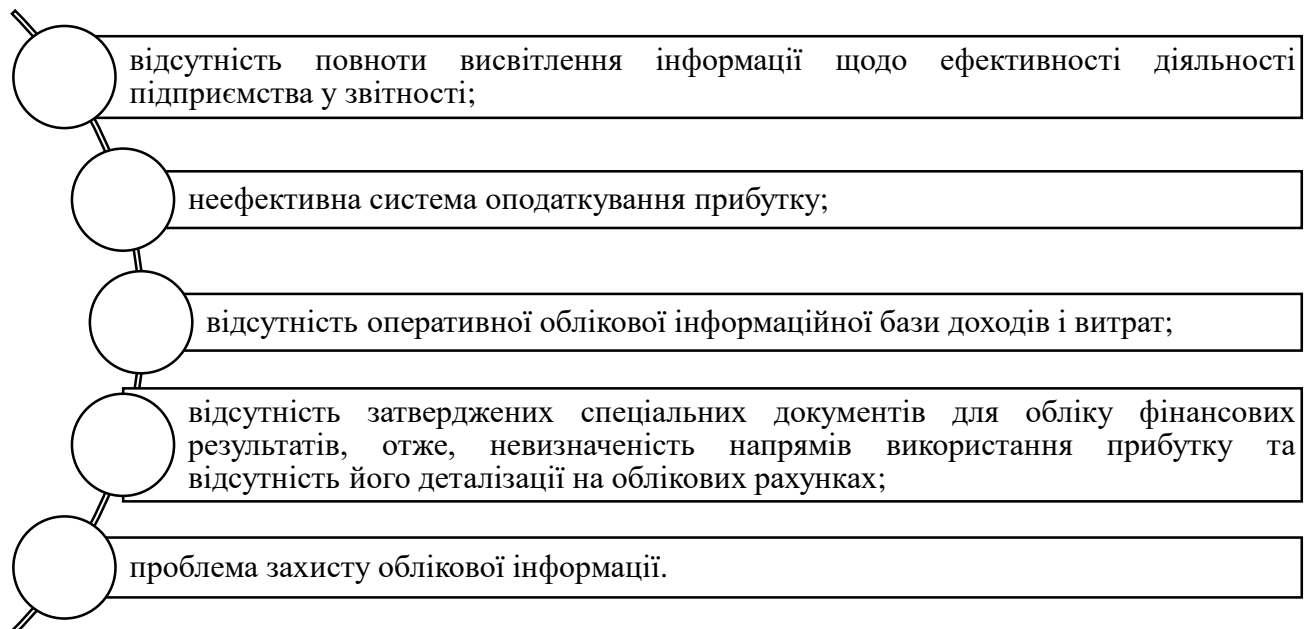 відсутність повноти висвітлення інформації щодо ефективності діяльності
підприємства у звітності;
неефективна система оподаткування прибутку;
відсутність оперативної облікової інформаційної бази доходів і витрат;
відсутність затверджених спеціальних документів для обліку фінансових
результатів, отже, невизначеність напрямів використання прибутку та
відсутність його деталізації на облікових рахунках;
проблема захисту облікової інформації.